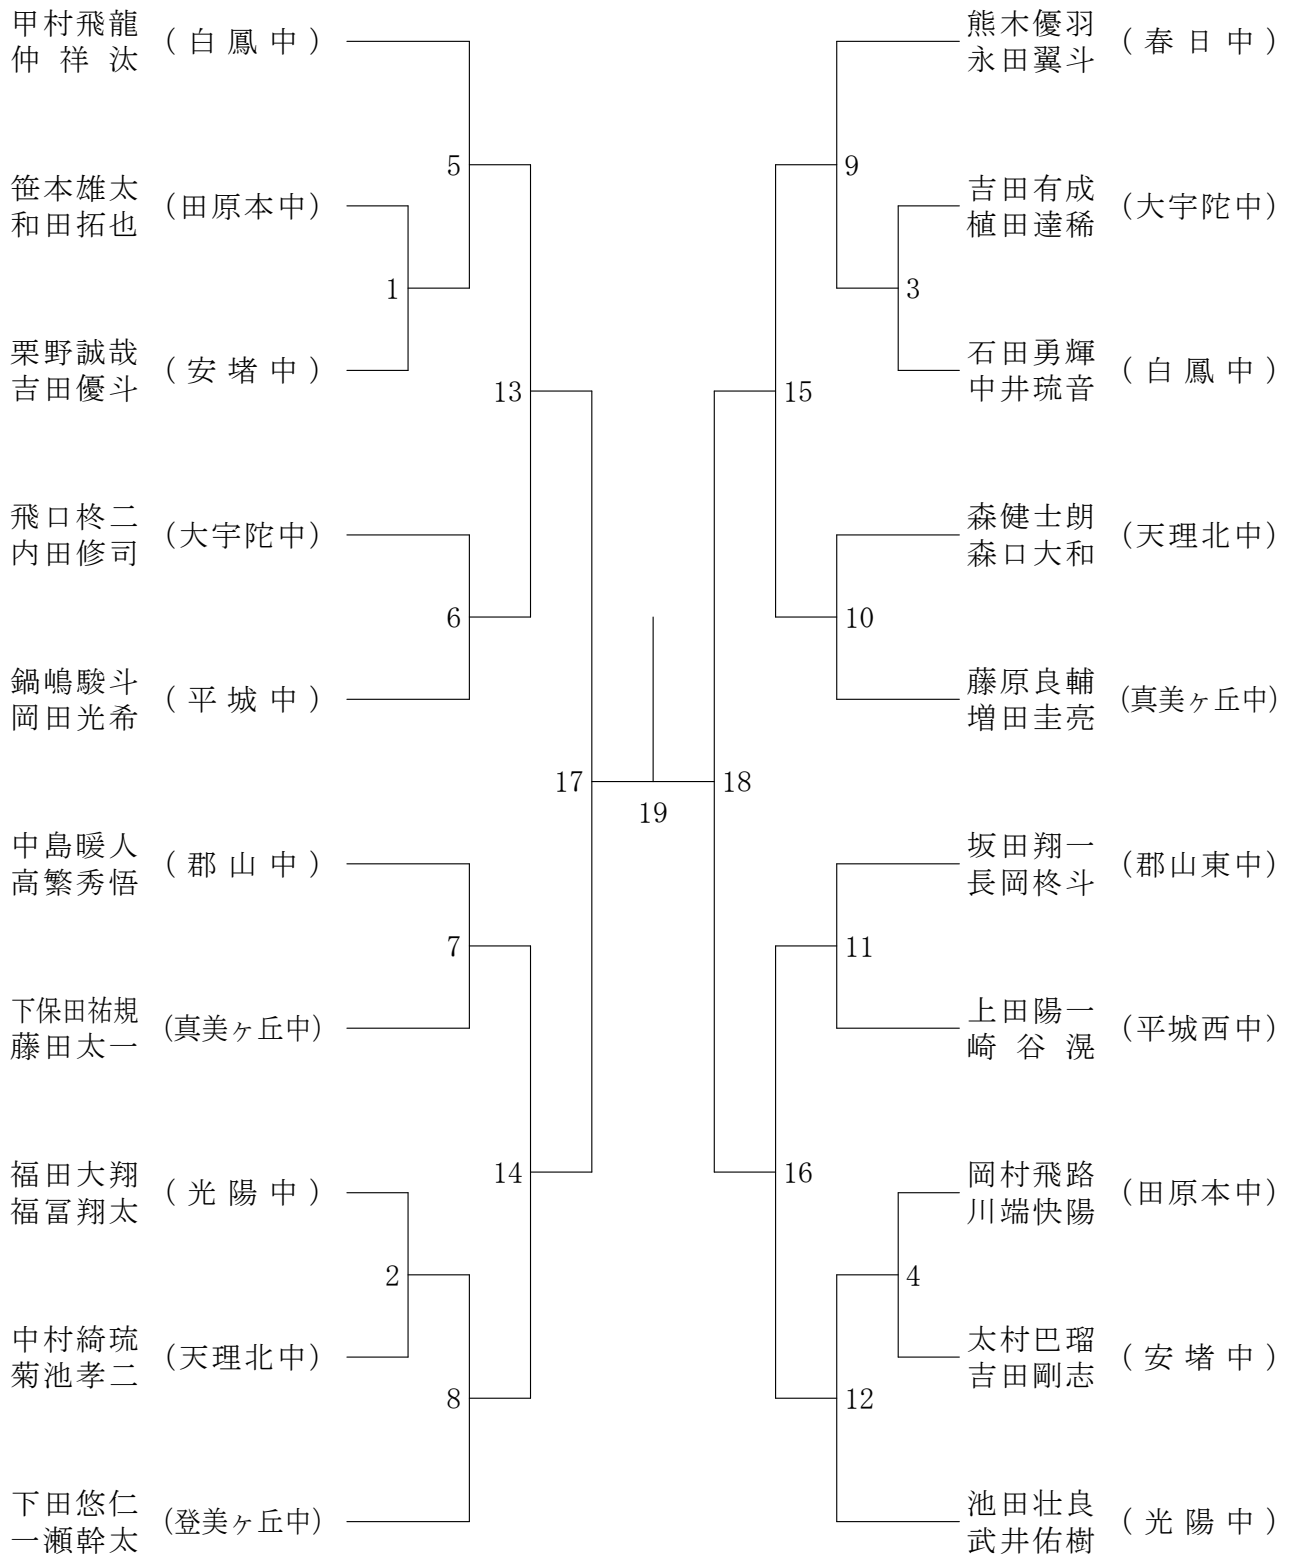 甲村飛龍
仲祥汰
(白鳳中)
笹本雄太
和田拓也
(田原本中)
栗野誠哉
吉田優斗
(安堵中)
飛口柊二
内田修司
(大宇陀中)
鍋嶋駿斗
岡田光希
(平城中)
中島暖人
高繁秀悟
(郡山中)
下保田祐規
藤田太一
(真美ヶ丘中)
福田大翔
福冨翔太
(光陽中)
中村綺琉
菊池孝二
(天理北中)
下田悠仁
一瀬幹太
(登美ヶ丘中)
5
1
13
6
17
7
14
2
8
19
9
3
15
10
18
11
16
4
12
熊木優羽
永田翼斗
(春日中)
吉田有成
植田達稀
(大宇陀中)
石田勇輝
中井琉音
(白鳳中)
森健士朗
森口大和
(天理北中)
藤原良輔
増田圭亮
(真美ヶ丘中)
坂田翔一
長岡柊斗
(郡山東中)
上田陽一
崎谷滉
(平城西中)
岡村飛路
川端快陽
(田原本中)
太村巴瑠
吉田剛志
(安堵中)
池田壮良
武井佑樹
(光陽中)